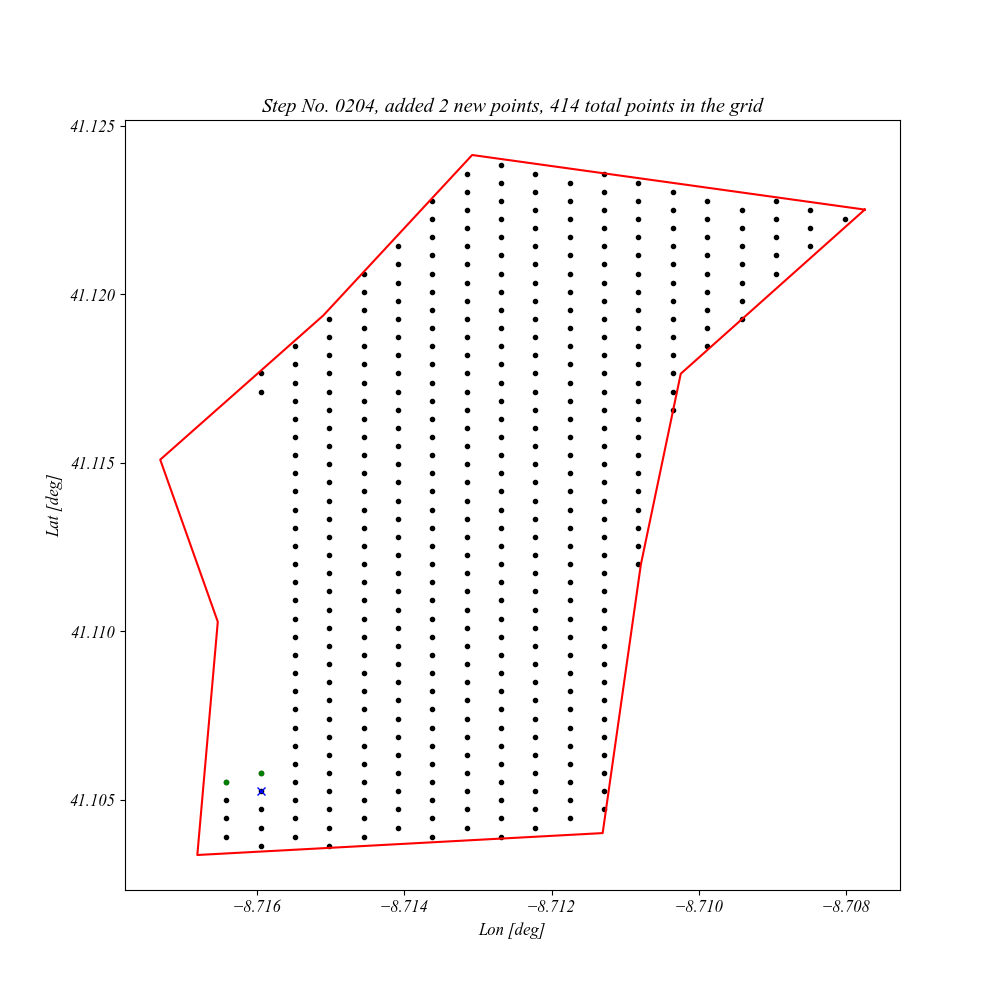 Step No. 0204, added 2 new points, 414 total points in the grid
41.125
41.120
41.115
41.110
41.105
Lat [deg]
−8.716 −8.714 −8.712 −8.710 −8.708
Lon [deg]